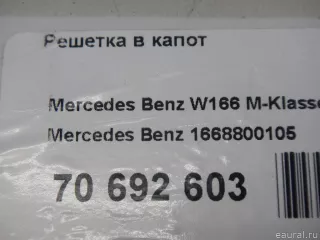 Решетка в капот
Mercedes Benz W166 M-Klasse
Mercedes Benz 1668800105
70 692 603
eaural.ru